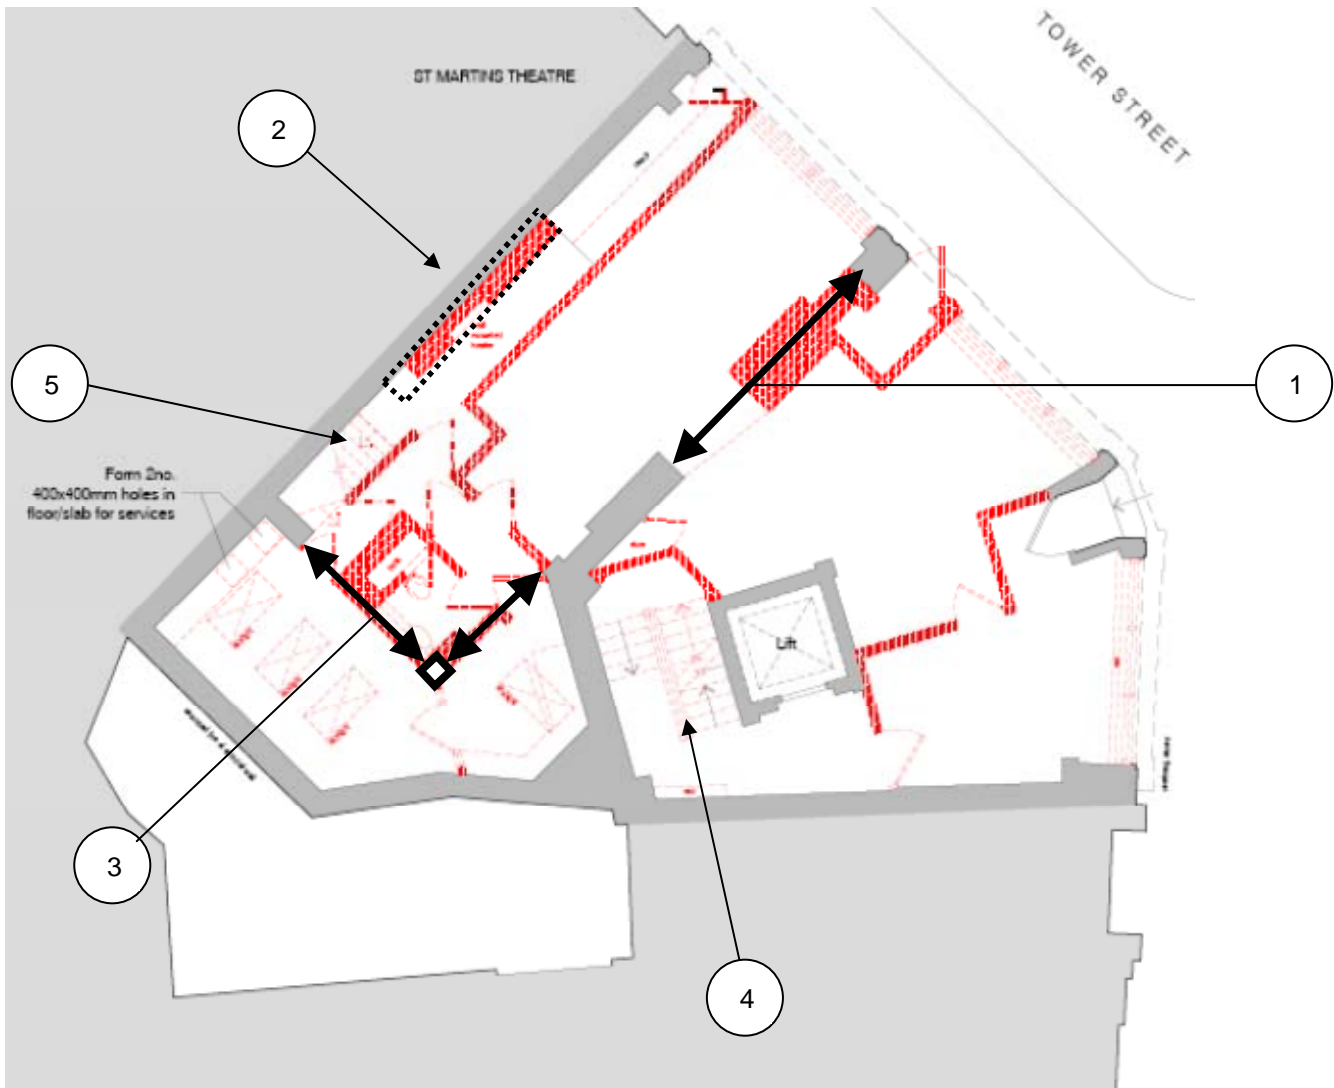 ST MARTINS THEATRE
TOWER STREET
2
5
1
Form 2no.
400x400mm holes in
floor/slab for services
Lift
3
4